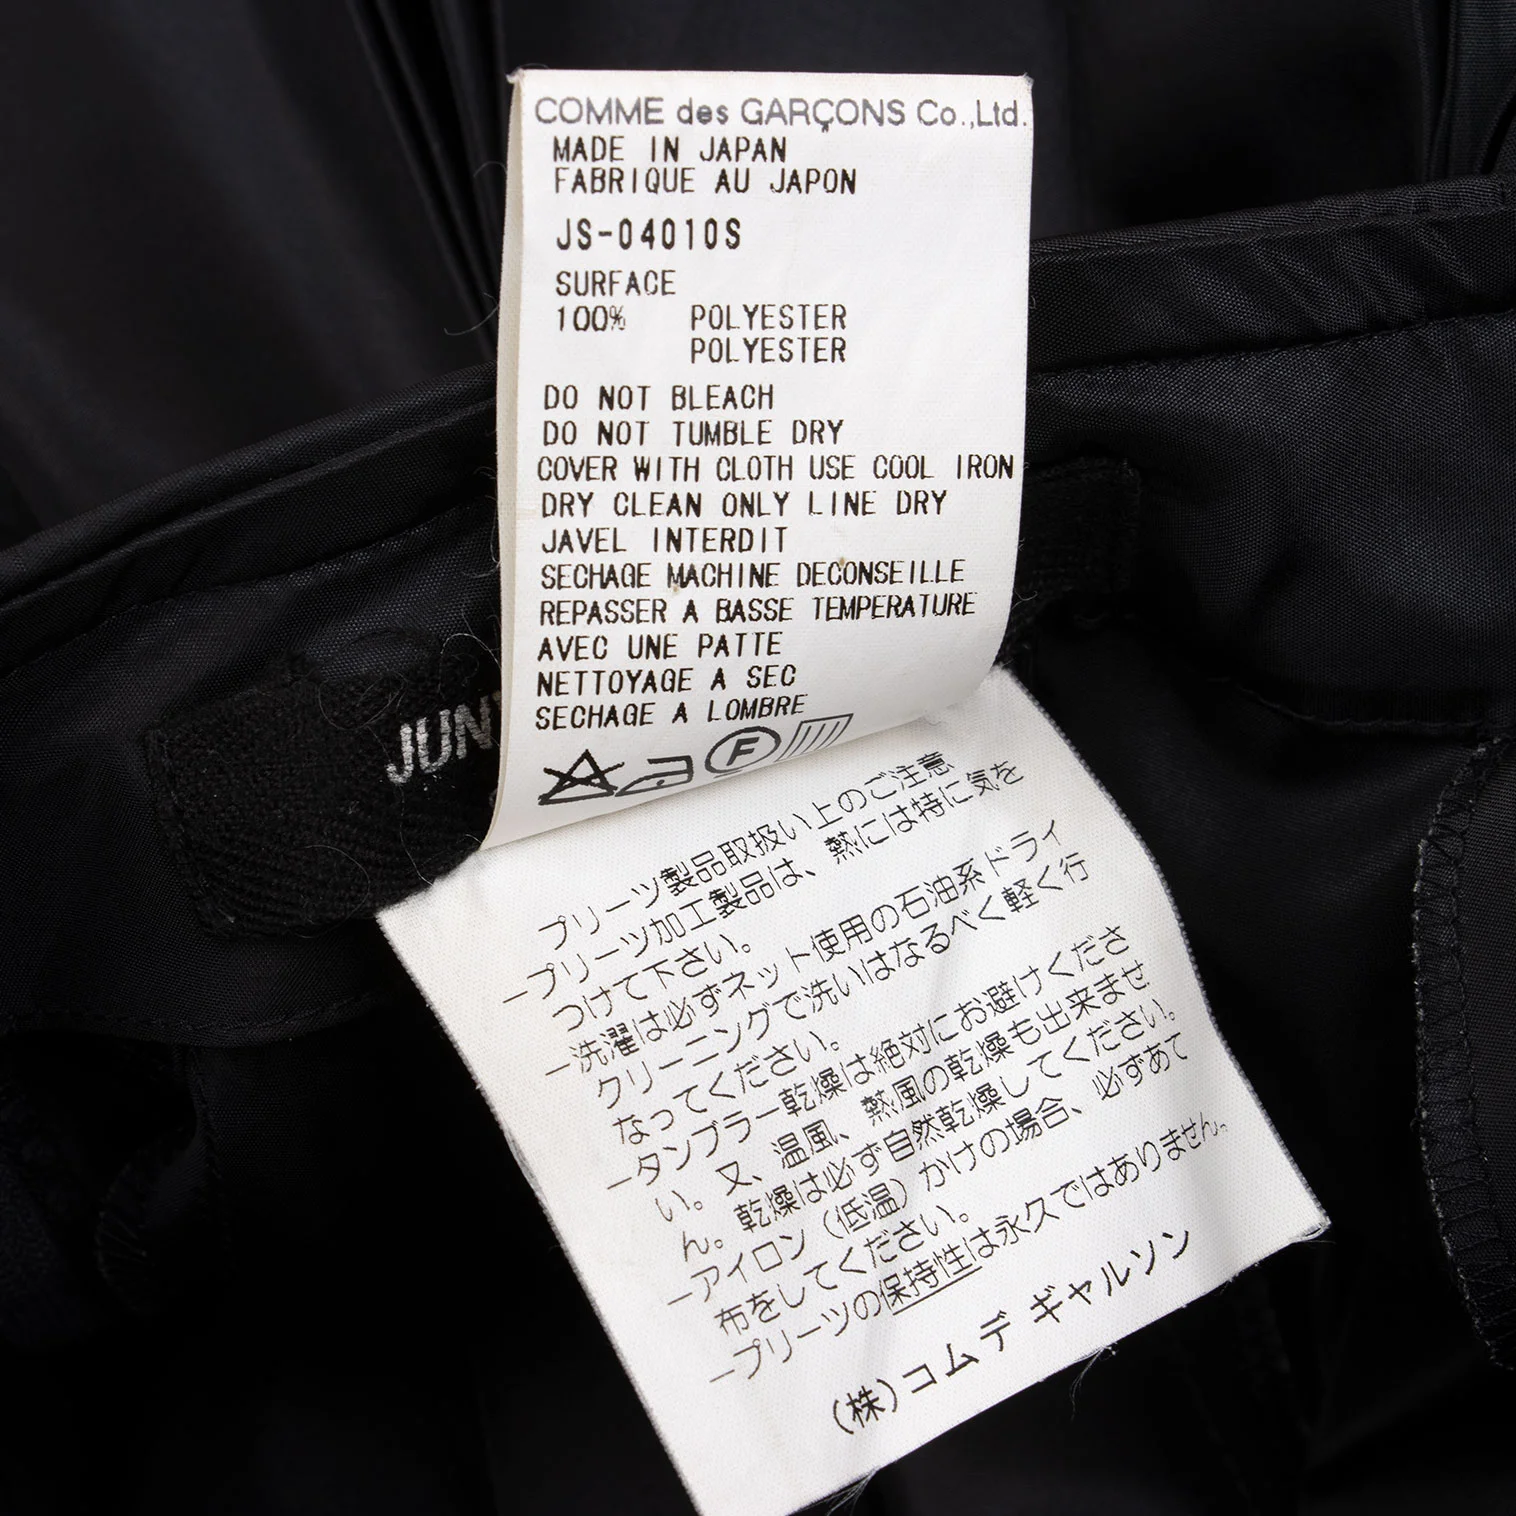 COMME des GARÇONS Co.,Ltd.
MADE IN JAPAN
FABRIQUE AU JAPON
JS-04010S
SURFACE
100% POLYESTER
POLYESTER
DO NOT BLEACH
DO NOT TUMBLE DRY
COVER WITH CLOTH USE COOL IRON
DRY CLEAN ONLY LINE DRY
JAVEL INTERDIT
SECHAGE MACHINE DECONSEILLE
REPASSER A BASSE TEMPERATURE
AVEC UNE PATTE
NETTOYAGE A SEC
SECHAGE A LOMBRE
F
JUN
プリーツ製品取扱い上のご注意
−プリーツ加工製品は、熱には特に気を
つけて下さい。
−洗濯は必ずネット使用の石油系ドライ
クリーニングで洗いはなるべく軽く行
なってください。
−タンブラー乾燥は絶対にお避けくださ
い。又、温風、熱風の乾燥も出来ませ
ん。乾燥は必ず自然乾燥してください。
−アイロン(低温)かけの場合、必ずあて
布をしてください。
−プリーツの保持性は永久ではありません。
(株)コムデ ギャルソン